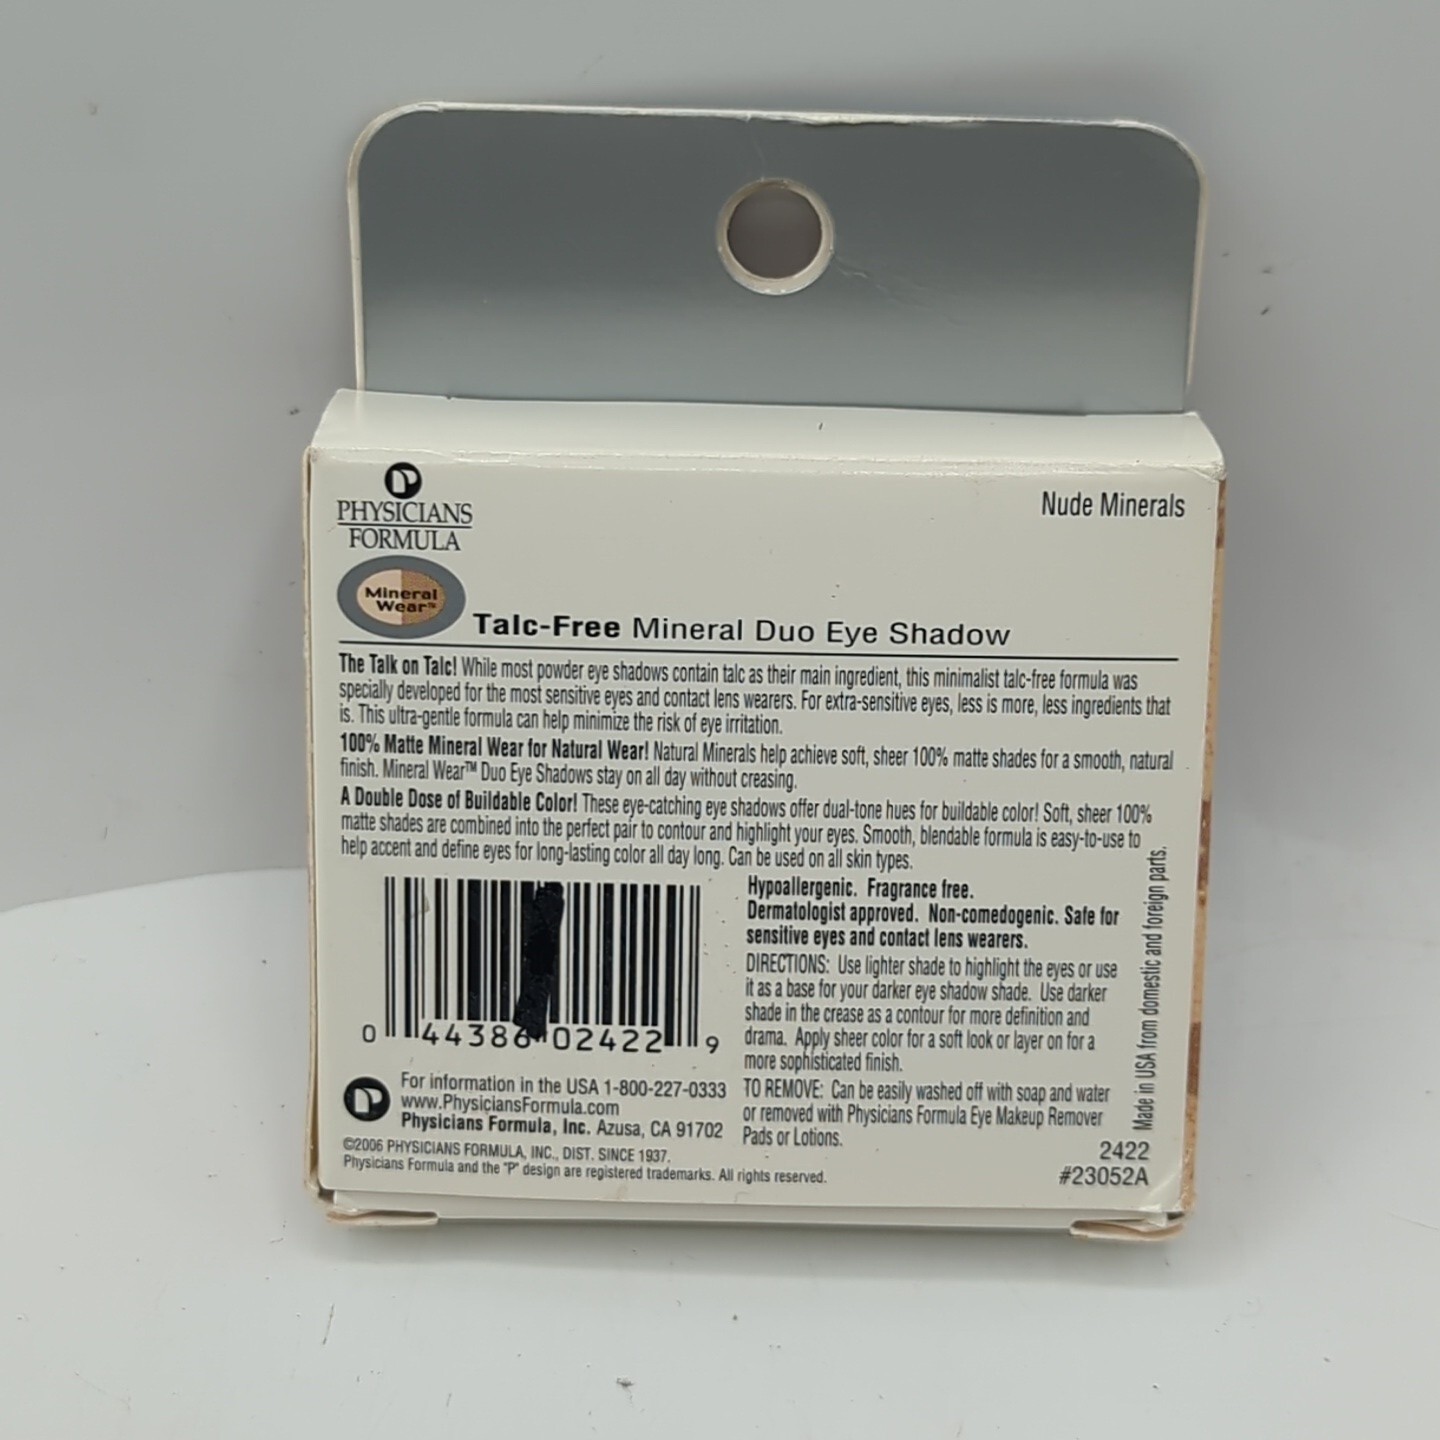 PHYSICIANS
FORMULA
Nude Minerals
Mineral
Wear™
Talc-Free Mineral Duo Eye Shadow
The Talk on Talc! While most powder eye shadows contain talc as their main ingredient, this minimalist talc-free formula was
specially developed for the most sensitive eyes and contact lens wearers. For extra-sensitive eyes, less is more, less ingredients that
is. This ultra-gentle formula can help minimize the risk of eye irritation.
100% Matte Mineral Wear for Natural Wear! Natural Minerals help achieve soft, sheer 100% matte shades for a smooth, natural
finish. Mineral Wear™ Duo Eye Shadows stay on all day without creasing.
A Double Dose of Buildable Color! These eye-catching eye shadows offer dual-tone hues for buildable color! Soft, sheer 100%
matte shades are combined into the perfect pair to contour and highlight your eyes. Smooth, blendable formula is easy-to-use to
help accent and define eyes for long-lasting color all day long. Can be used on all skin types.
Hypoallergenic. Fragrance free.
Dermatologist approved. Non-comedogenic. Safe for
sensitive eyes and contact lens wearers.
DIRECTIONS: Use lighter shade to highlight the eyes or use
it as a base for your darker eye shadow shade. Use darker
shade in the crease as a contour for more definition and
drama. Apply sheer color for a soft look or layer on for a
more sophisticated finish.
TO REMOVE: Can be easily washed off with soap and water
or removed with Physicians Formula Eye Makeup Remover
Pads or Lotions.
Made in USA from domestic and foreign parts.
0 44386 02422 9
For information in the USA 1-800-227-0333
www.PhysiciansFormula.com
Physicians Formula, Inc. Azusa, CA 91702
©2006 PHYSICIANS FORMULA, INC., DIST. SINCE 1937.
Physicians Formula and the "P" design are registered trademarks. All rights reserved.
2422
#23052A